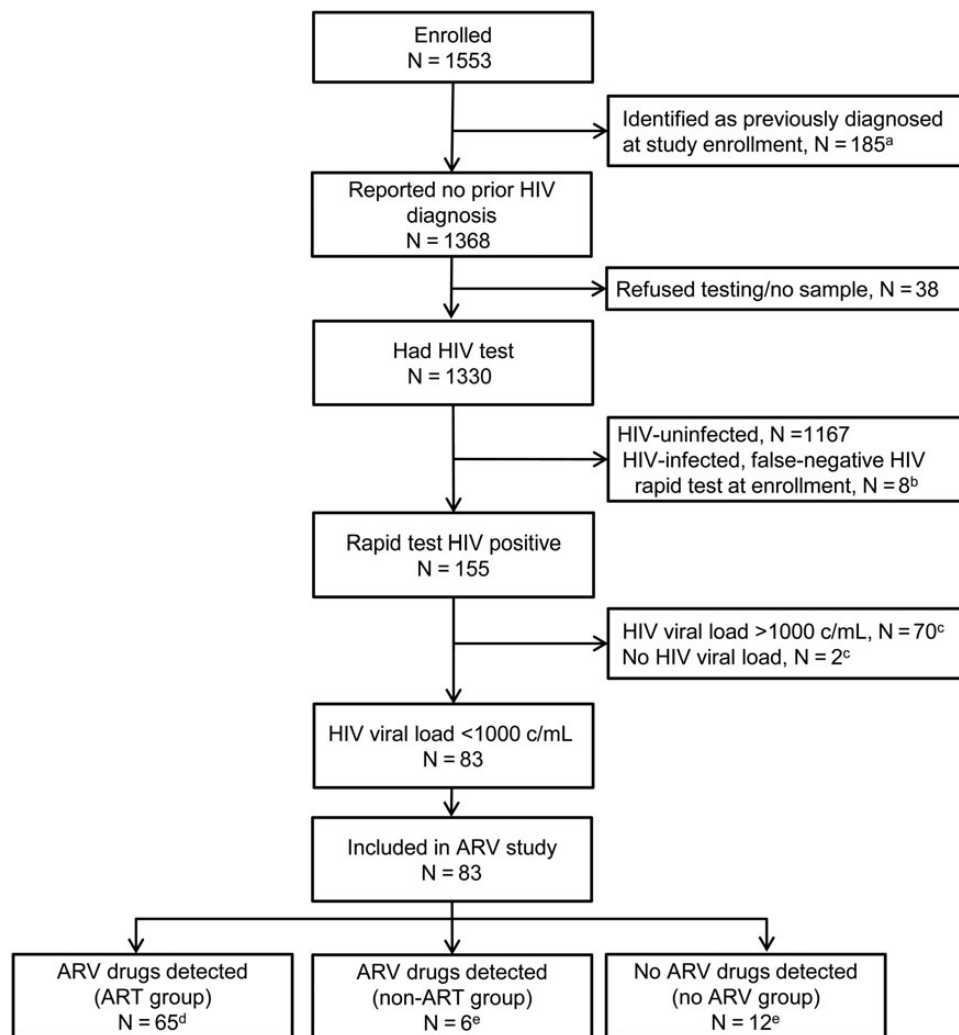 Enrolled
N = 1553
Identified as previously diagnosed
at study enrollment, N = 185ᵃ
Reported no prior HIV
diagnosis
N = 1368
Refused testing/no sample, N = 38
Had HIV test
N = 1330
HIV-uninfected, N =1167
HIV-infected, false-negative HIV
rapid test at enrollment, N = 8ᵇ
Rapid test HIV positive
N = 155
HIV viral load >1000 c/mL, N = 70ᶜ
No HIV viral load, N = 2ᶜ
HIV viral load <1000 c/mL
N = 83
Included in ARV study
N = 83
ARV drugs detected
(ART group)
N = 65ᵈ
ARV drugs detected
(non-ART group)
N = 6ᵉ
No ARV drugs detected
(no ARV group)
N = 12ᵉ